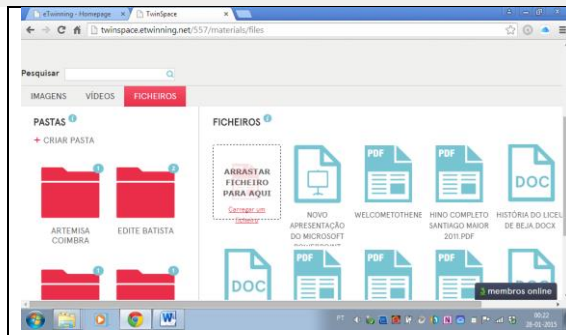 eTwinning - Homepage
TwinSpace
twinspace.etwinning.net/557/materials/files
Pesquisar
IMAGENS VÍDEOS FICHEIROS
PASTAS
+ CRIAR PASTA
ARTEMISA
COIMBRA
EDITE BATISTA
FICHEIROS
ARRASTAR
FICHEIRO
PARA AQUI
Carregar um
ficheiro
NOVO
APRESENTAÇÃO
DO MICROSOFT
POWERPOINT
PDF
WELCOMETOTHENE
PDF
HINO COMPLETO
SANTIAGO MAIOR
2011.PDF
DOC
HISTÓRIA DO LICEU
DE BEJA.DOCX
DOC
PDF
PDF
PDF
membros online
PT
00:22
28-01-2015